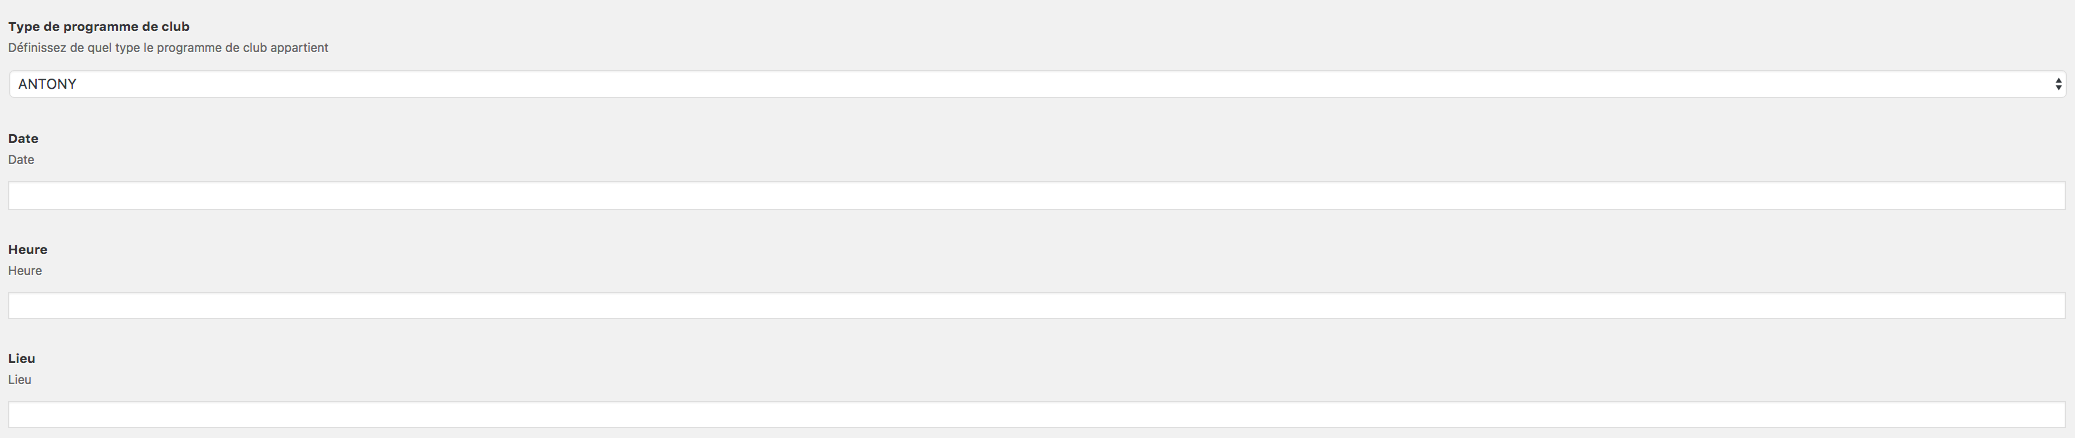 Type de programme de club
Définissez de quel type le programme de club appartient
ANTONY
Date
Date
Heure
Heure
Lieu
Lieu